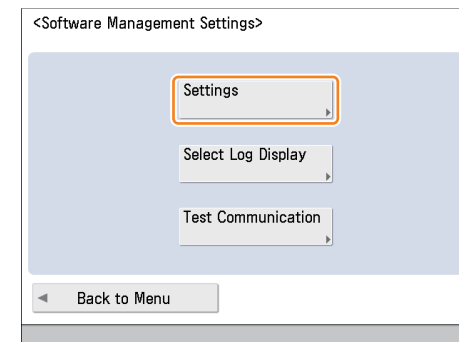 <Software Management Settings>
Settings
Select Log Display
Test Communication
Back to Menu